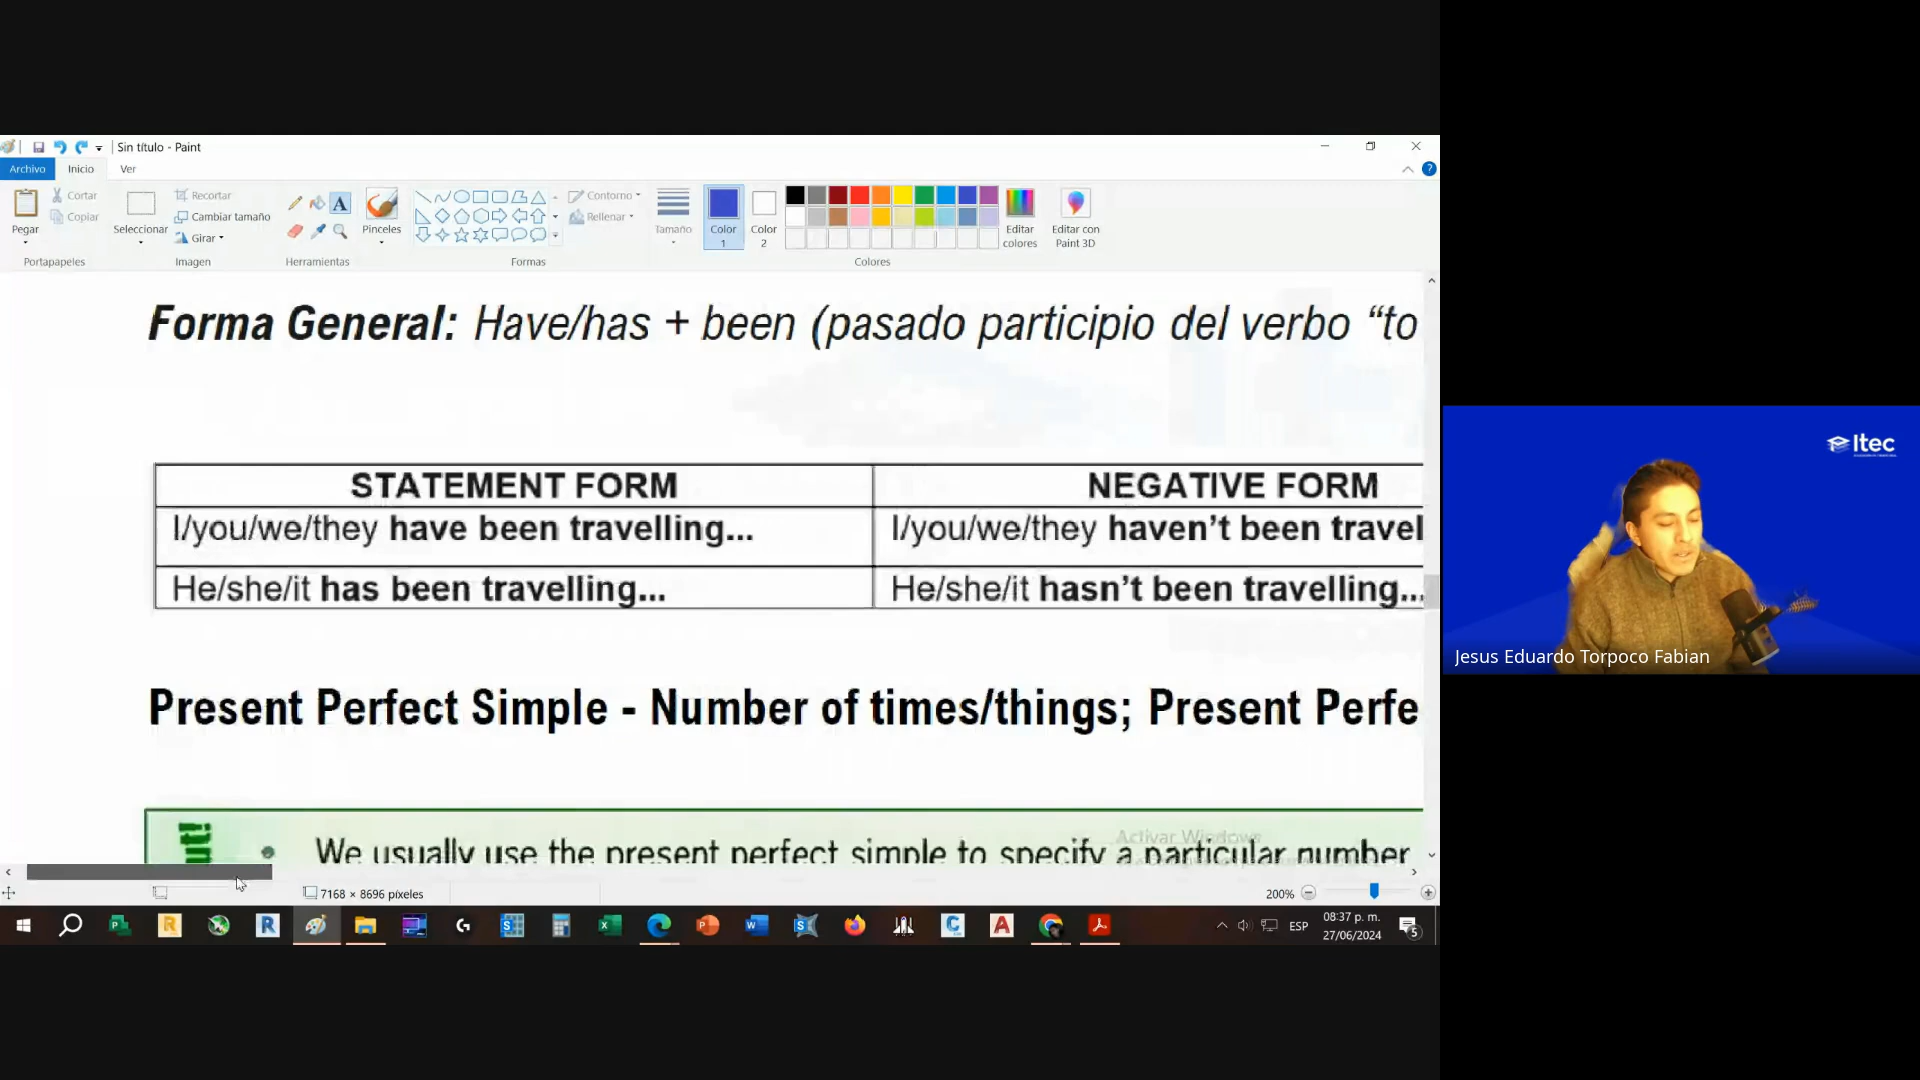 Sin título - Paint
Archivo Inicio Ver
Pegar
Cortar
Copiar
Portapapeles
Seleccionar
Recortar
Cambiar tamaño
Girar
Imagen
A
Herramientas
Pinceles
Contorno
Rellenar
Formas
Tamaño
Color 1
Color 2
Editar colores
Editar con Paint 3D
Colores
Forma General: Have/has + been (pasado participio del verbo “to
STATEMENT FORM NEGATIVE FORM
I/you/we/they have been travelling... I/you/we/they haven’t been travel
He/she/it has been travelling... He/she/it hasn’t been travelling...
Present Perfect Simple - Number of times/things; Present Perfe
ut!
• We usually use the present perfect simple to specify a particular number
Activar Windows
7168 × 8696 píxeles
200%
ESP
08:37 p. m.
27/06/2024
5
Itec
Jesus Eduardo Torpoco Fabian